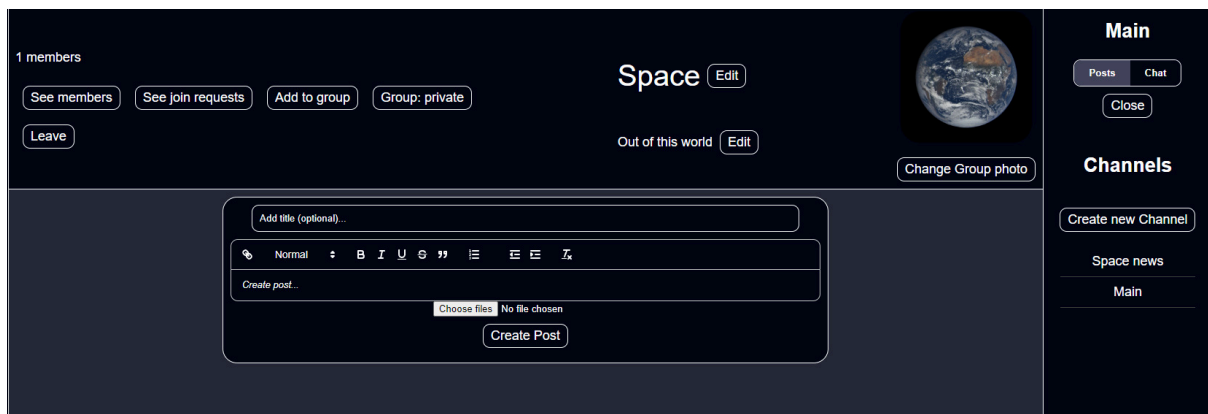 1 members
See members
See join requests
Add to group
Group: private
Leave
Space
Edit
Out of this world
Edit
Change Group photo
Add title (optional)...
Normal
B I U S
Create post...
Choose files No file chosen
Create Post
Main
Posts
Chat
Close
Channels
Create new Channel
Space news
Main